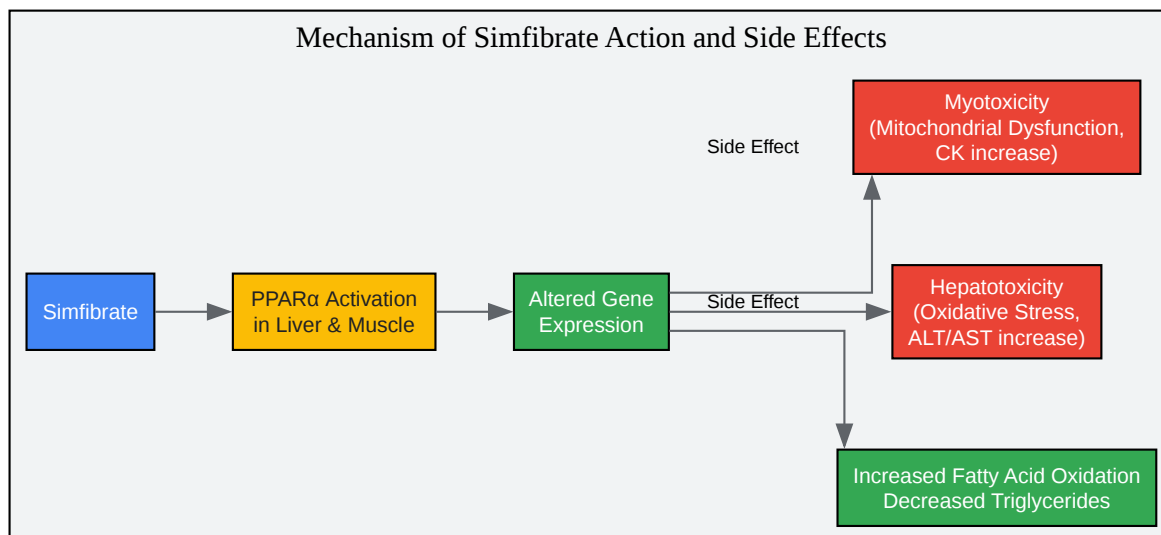 Mechanism of Simfibrate Action and Side Effects
Simfibrate
PPARα Activation
in Liver & Muscle
Altered Gene
Expression
Side Effect
Myotoxicity
(Mitochondrial Dysfunction,
CK increase)
Side Effect
Hepatotoxicity
(Oxidative Stress,
ALT/AST increase)
Increased Fatty Acid Oxidation
Decreased Triglycerides